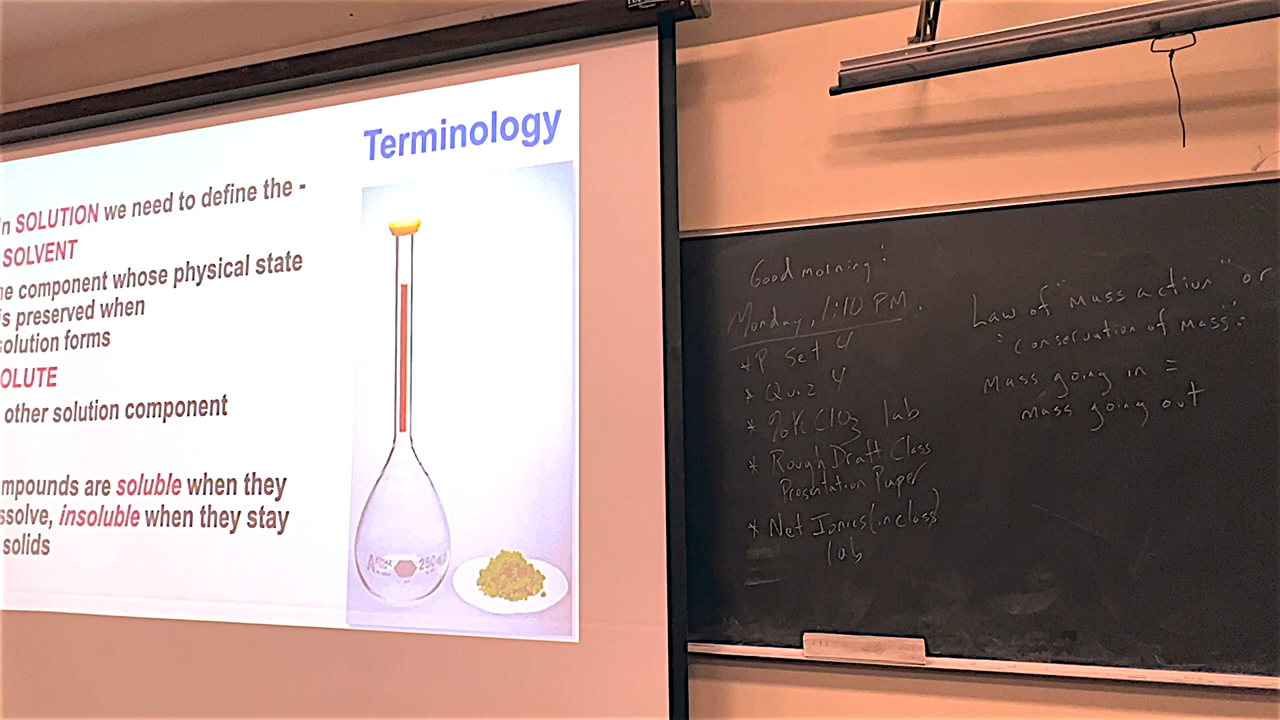 Terminology
n SOLUTION we need to define the -
SOLVENT
ne component whose physical state
is preserved when
solution forms
OLUTE
other solution component
mpounds are soluble when they
ssolve, insoluble when they stay
solids
250mL
Good morning!
Monday, 1:10 PM:
* P Set 4
* Quiz 4
* %KClO3 lab
* Rough Draft Class
Presentation Paper
* Net Ionics (in class)
lab
Law of "Mass action" or
"Conservation of Mass":
Mass going in =
mass going out